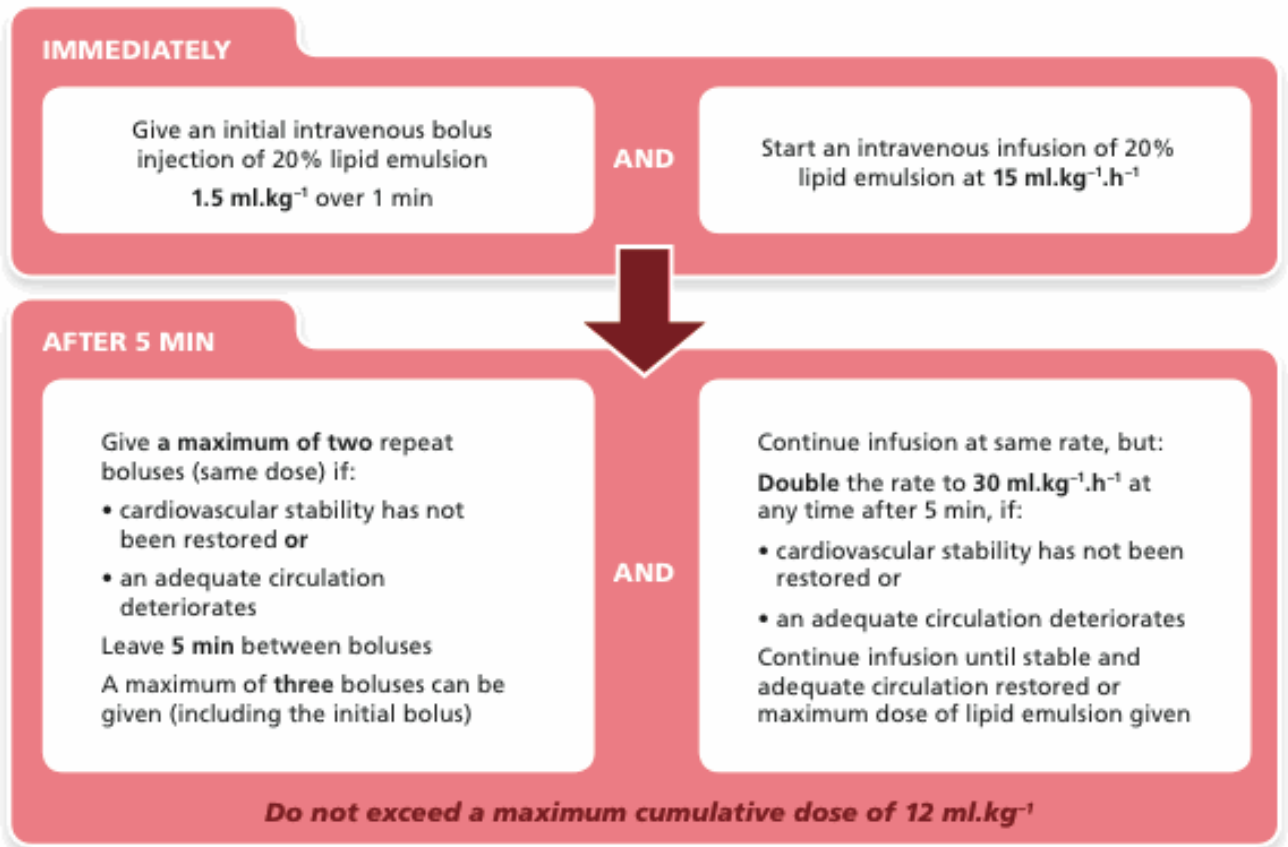 IMMEDIATELY
Give an initial intravenous bolus
injection of 20% lipid emulsion
1.5 ml.kg⁻¹ over 1 min
AND
Start an intravenous infusion of 20%
lipid emulsion at 15 ml.kg⁻¹.h⁻¹
AFTER 5 MIN
Give a maximum of two repeat
boluses (same dose) if:
• cardiovascular stability has not
been restored or
• an adequate circulation
deteriorates
Leave 5 min between boluses
A maximum of three boluses can be
given (including the initial bolus)
AND
Continue infusion at same rate, but:
Double the rate to 30 ml.kg⁻¹.h⁻¹ at
any time after 5 min, if:
• cardiovascular stability has not been
restored or
• an adequate circulation deteriorates
Continue infusion until stable and
adequate circulation restored or
maximum dose of lipid emulsion given
Do not exceed a maximum cumulative dose of 12 ml.kg⁻¹